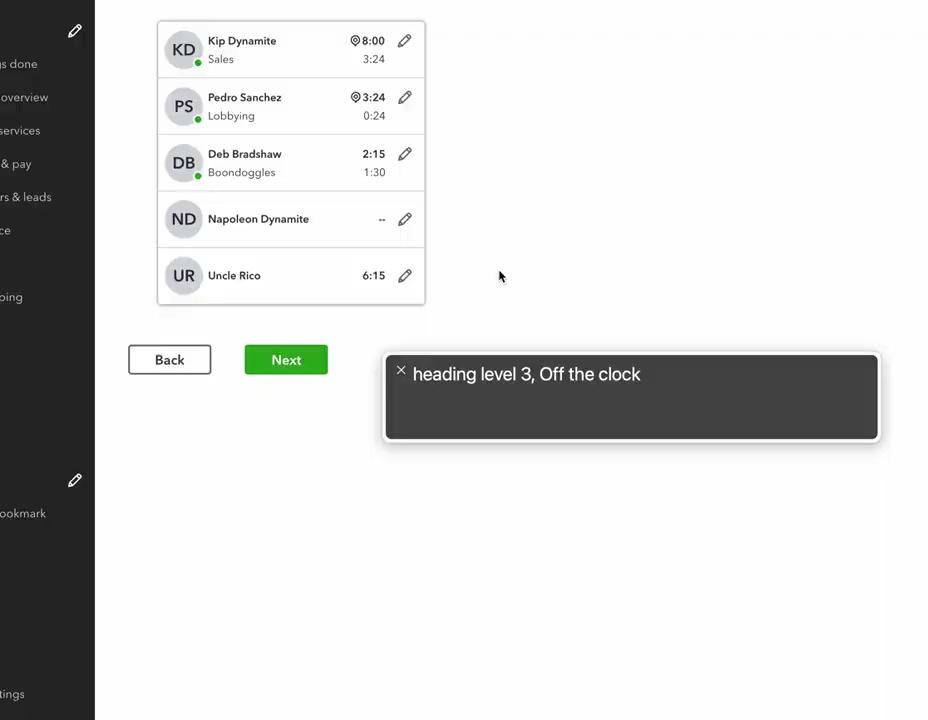 gs done
overview
services
& pay
rs & leads
ce
ping
ookmark
tings
KD
Kip Dynamite
8:00
Sales
3:24
PS
Pedro Sanchez
3:24
Lobbying
0:24
DB
Deb Bradshaw
2:15
Boondoggles
1:30
ND
Napoleon Dynamite
--
UR
Uncle Rico
6:15
Back
Next
heading level 3, Off the clock